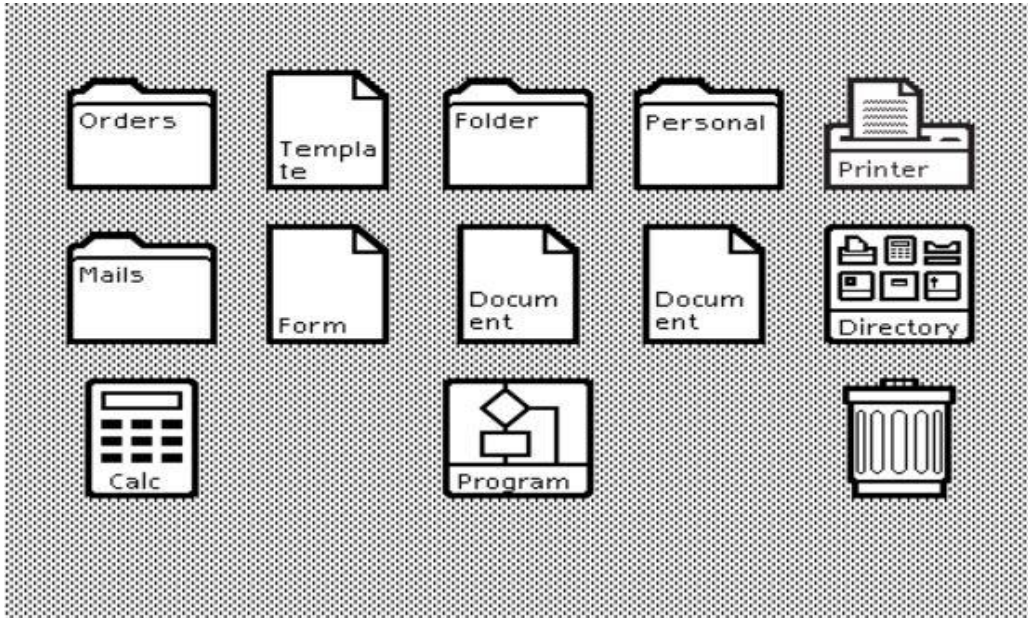 Orders
Templa
te
Folder
Personal
Printer
Mails
Form
Docum
ent
Docum
ent
Directory
Calc
Program